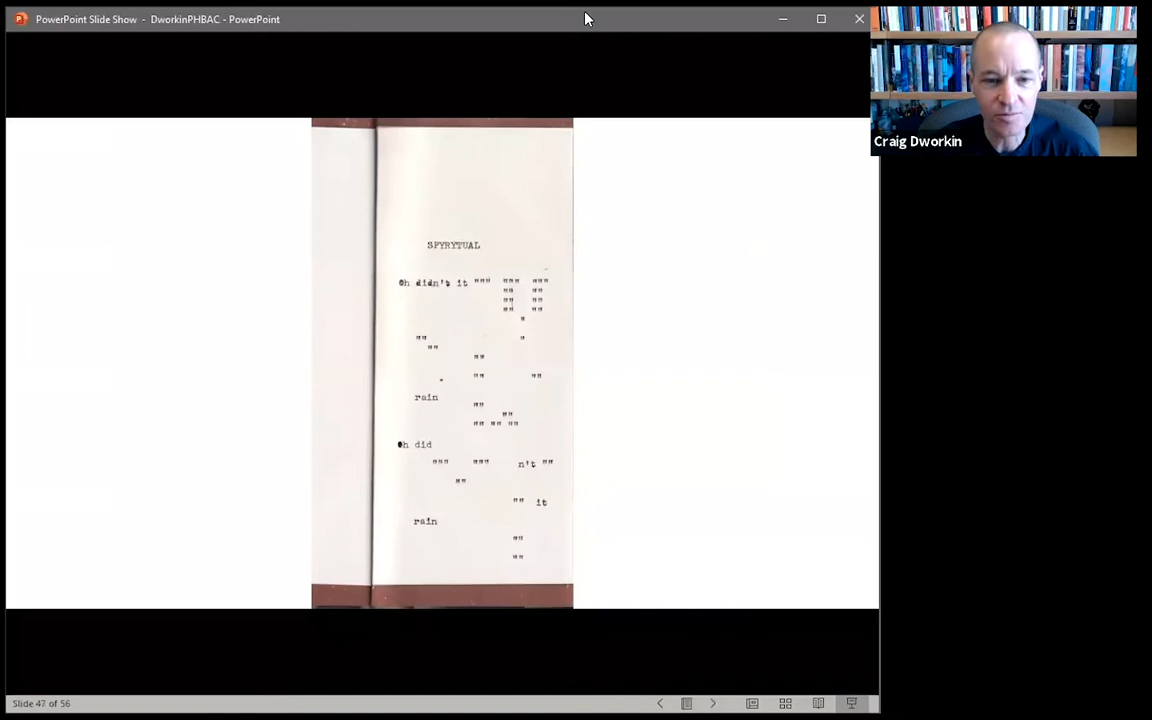 PowerPoint Slide Show - DworkinPHBAC - PowerPoint
Craig Dworkin
SPYRYTUAL
Oh didn't it """ """ """
"" ""
"" ""
"" ""
"
"" "
""
""
"" ""
rain
""
""
"" "" ""
Oh did
""" """ n't ""
""
"" it
rain
""
""
Slide 47 of 56